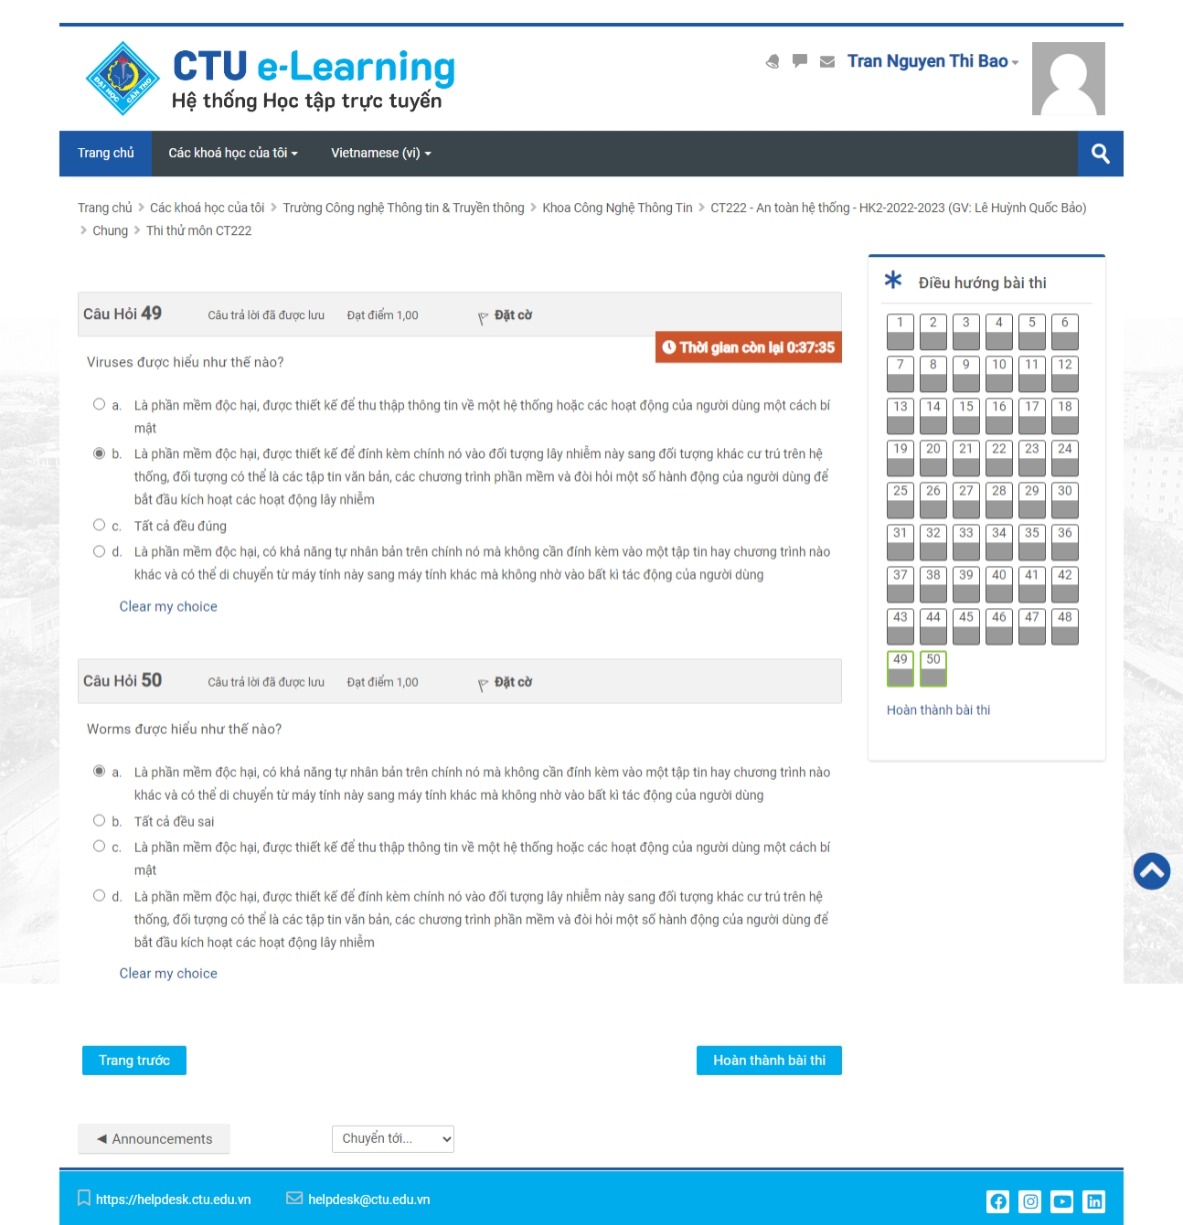 CTU e-Learning
Hệ thống Học tập trực tuyến
Tran Nguyen Thi Bao
Trang chủ
Các khoá học của tôi
Vietnamese (vi)
Trang chủ > Các khoá học của tôi > Trường Công nghệ Thông tin & Truyền thông > Khoa Công Nghệ Thông Tin > CT222 - An toàn hệ thống - HK2-2022-2023 (GV: Lê Huỳnh Quốc Bảo)
> Chung > Thi thử môn CT222
Câu Hỏi 49 Câu trả lời đã được lưu Đạt điểm 1,00 Đặt cờ
Thời gian còn lại 0:37:35
Viruses được hiểu như thế nào?
a. Là phần mềm độc hại, được thiết kế để thu thập thông tin về một hệ thống hoặc các hoạt động của người dùng một cách bí
mật
b. Là phần mềm độc hại, được thiết kế để đính kèm chính nó vào đối tượng lây nhiễm này sang đối tượng khác cư trú trên hệ
thống, đối tượng có thể là các tập tin văn bản, các chương trình phần mềm và đòi hỏi một số hành động của người dùng để
bắt đầu kích hoạt các hoạt động lây nhiễm
c. Tất cả đều đúng
d. Là phần mềm độc hại, có khả năng tự nhân bản trên chính nó mà không cần đính kèm vào một tập tin hay chương trình nào
khác và có thể di chuyển từ máy tính này sang máy tính khác mà không nhờ vào bất kì tác động của người dùng
Clear my choice
Câu Hỏi 50 Câu trả lời đã được lưu Đạt điểm 1,00 Đặt cờ
Worms được hiểu như thế nào?
a. Là phần mềm độc hại, có khả năng tự nhân bản trên chính nó mà không cần đính kèm vào một tập tin hay chương trình nào
khác và có thể di chuyển từ máy tính này sang máy tính khác mà không nhờ vào bất kì tác động của người dùng
b. Tất cả đều sai
c. Là phần mềm độc hại, được thiết kế để thu thập thông tin về một hệ thống hoặc các hoạt động của người dùng một cách bí
mật
d. Là phần mềm độc hại, được thiết kế để đính kèm chính nó vào đối tượng lây nhiễm này sang đối tượng khác cư trú trên hệ
thống, đối tượng có thể là các tập tin văn bản, các chương trình phần mềm và đòi hỏi một số hành động của người dùng để
bắt đầu kích hoạt các hoạt động lây nhiễm
Clear my choice
Điều hướng bài thi
1 2 3 4 5 6
7 8 9 10 11 12
13 14 15 16 17 18
19 20 21 22 23 24
25 26 27 28 29 30
31 32 33 34 35 36
37 38 39 40 41 42
43 44 45 46 47 48
49 50
Hoàn thành bài thi
Trang trước
Hoàn thành bài thi
◄ Announcements
Chuyển tới...
https://helpdesk.ctu.edu.vn
helpdesk@ctu.edu.vn